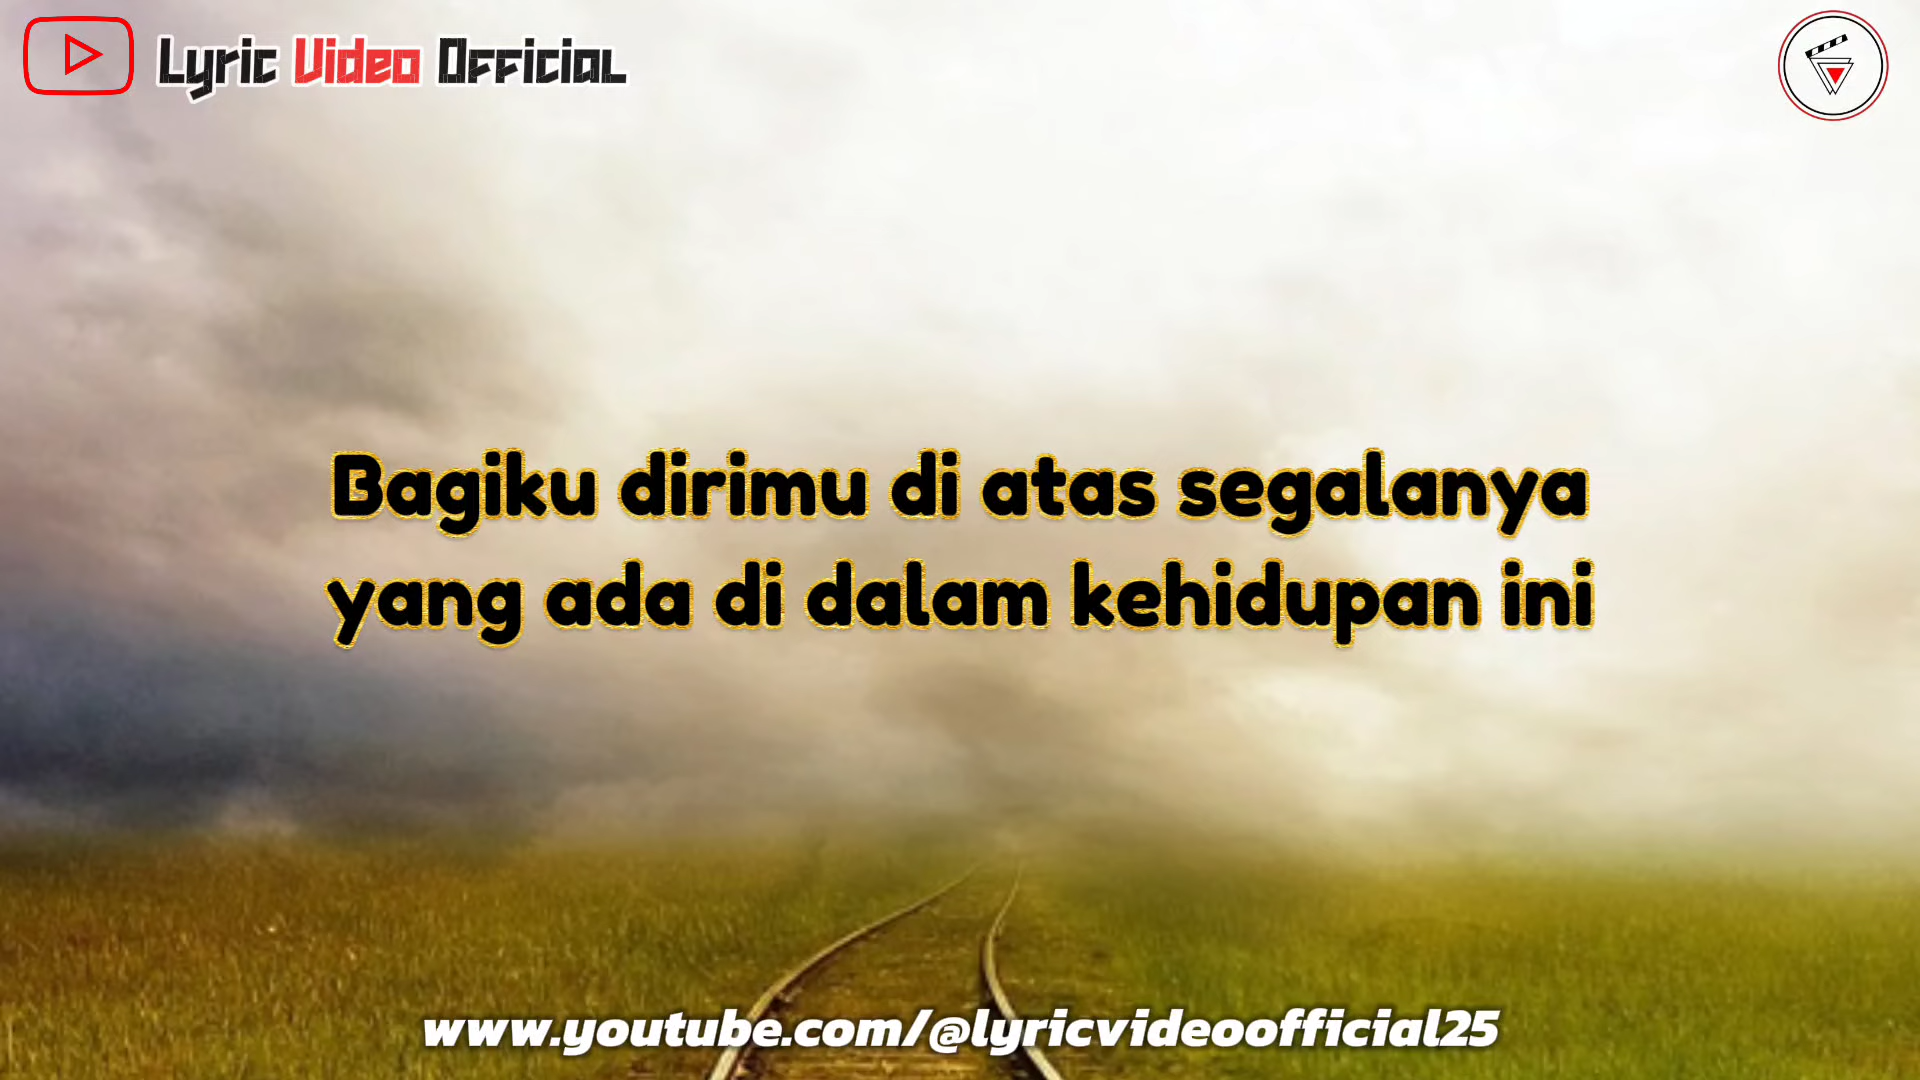 Lyric Video Official
Bagiku dirimu di atas segalanya
yang ada di dalam kehidupan ini
www.youtube.com/@lyricvideoofficial25